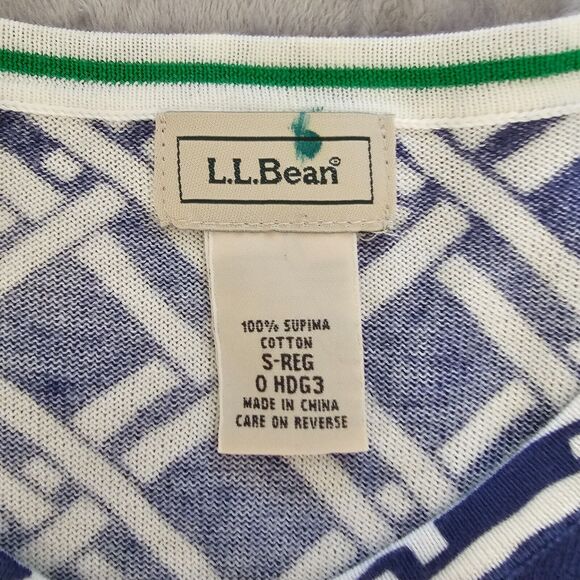 L.L.Bean®
100% SUPIMA
COTTON
S-REG
0 HDG3
MADE IN CHINA
CARE ON REVERSE